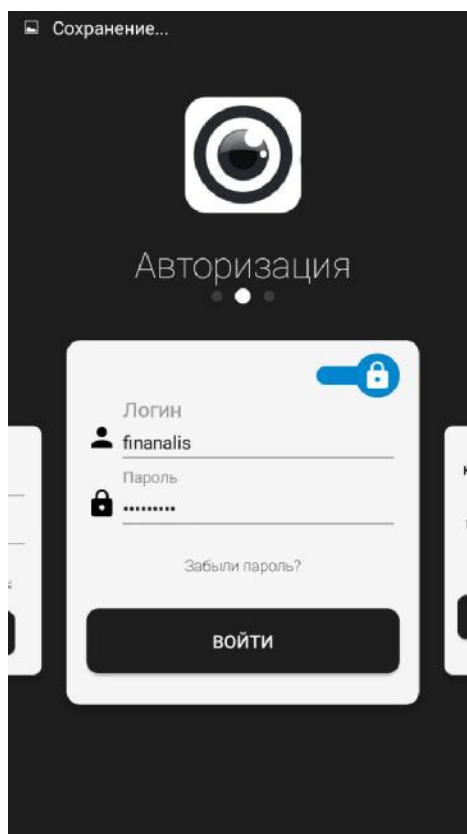 Сохранение...
Авторизация
Логин
finanalis
Пароль
•••••••••
Забыли пароль?
ВОЙТИ